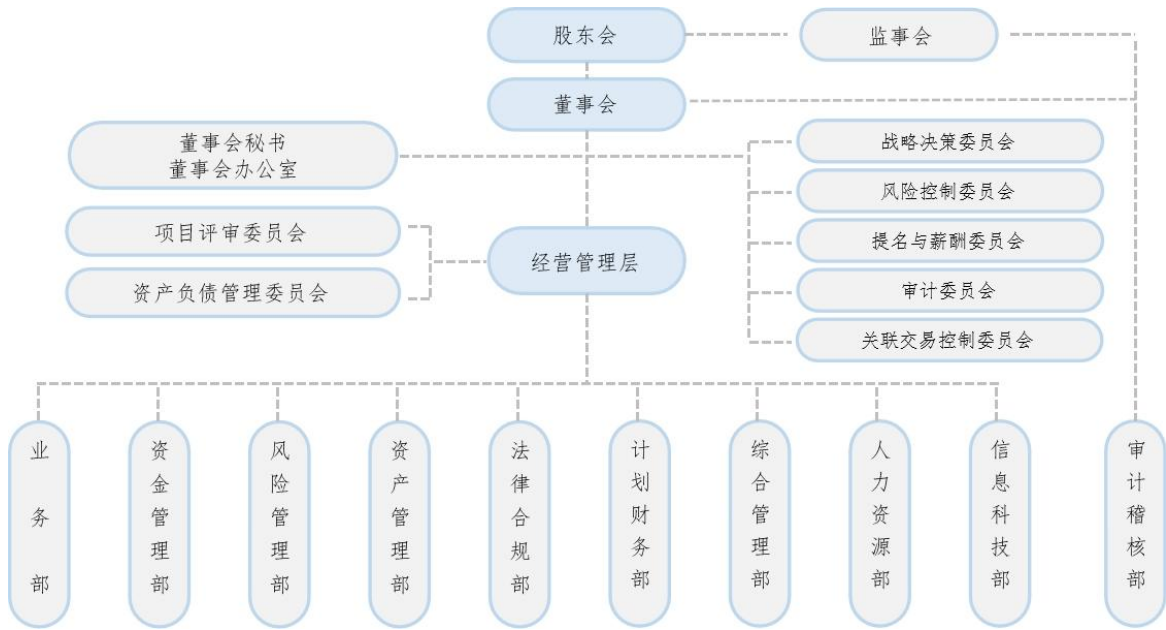 股东会
监事会
董事会
董事会秘书
董事会办公室
战略决策委员会
风险控制委员会
项目评审委员会
提名与薪酬委员会
经营管理层
资产负债管理委员会
审计委员会
关联交易控制委员会
业务部
资金管理部
风险管理部
资产管理部
法律合规部
计划财务部
综合管理部
人力资源部
信息科技部
审计稽核部